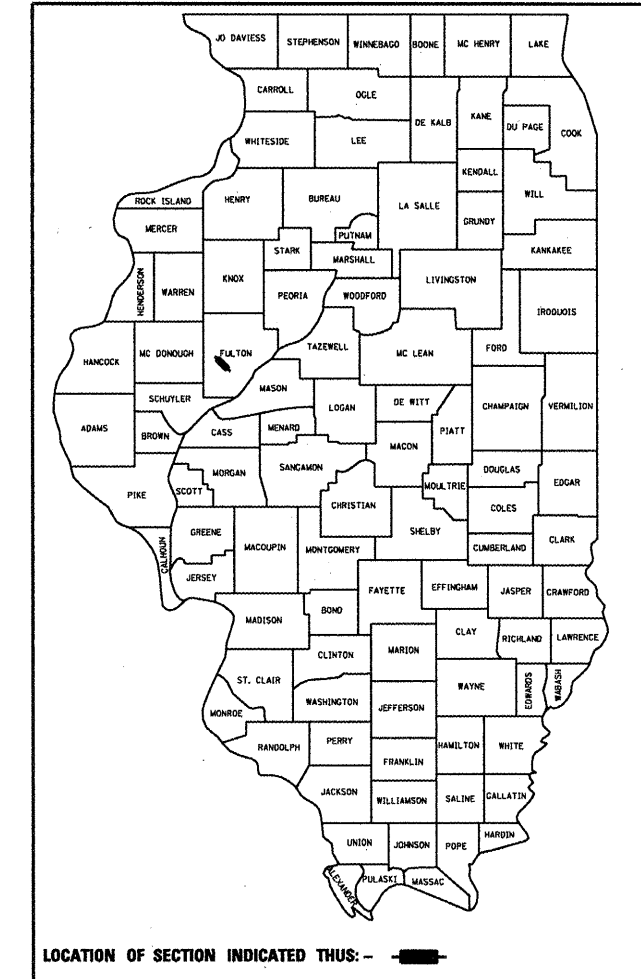 JO DAVIESS STEPHENSON WINNEBAGO BOONE MC HENRY LAKE
CARROLL OGLE DE KALB KANE DU PAGE COOK
WHITESIDE LEE
KENDALL
WILL
ROCK ISLAND HENRY BUREAU LA SALLE GRUNDY
MERCER PUTNAM
STARK MARSHALL KANKAKEE
HENDERSON WARREN KNOX PEORIA WOODFORD LIVINGSTON
IROQUOIS
HANCOCK MC DONOUGH FULTON TAZEWELL MC LEAN FORD
MASON
SCHUYLER LOGAN DE WITT CHAMPAIGN VERMILION
ADAMS BROWN CASS MENARD MACON PIATT
MORGAN SANGAMON DOUGLAS EDGAR
PIKE SCOTT CHRISTIAN MOULTRIE COLES
GREENE SHELBY
CALHOUN MACOUPIN MONTGOMERY CUMBERLAND CLARK
JERSEY
FAYETTE EFFINGHAM JASPER CRAWFORD
MADISON BOND
CLAY RICHLAND LAWRENCE
CLINTON MARION
ST. CLAIR WAYNE EDWARDS WABASH
WASHINGTON JEFFERSON
MONROE
RANDOLPH PERRY HAMILTON WHITE
FRANKLIN
JACKSON WILLIAMSON SALINE GALLATIN
UNION JOHNSON POPE HARDIN
ALEXANDER PULASKI MASSAC
LOCATION OF SECTION INDICATED THUS: -